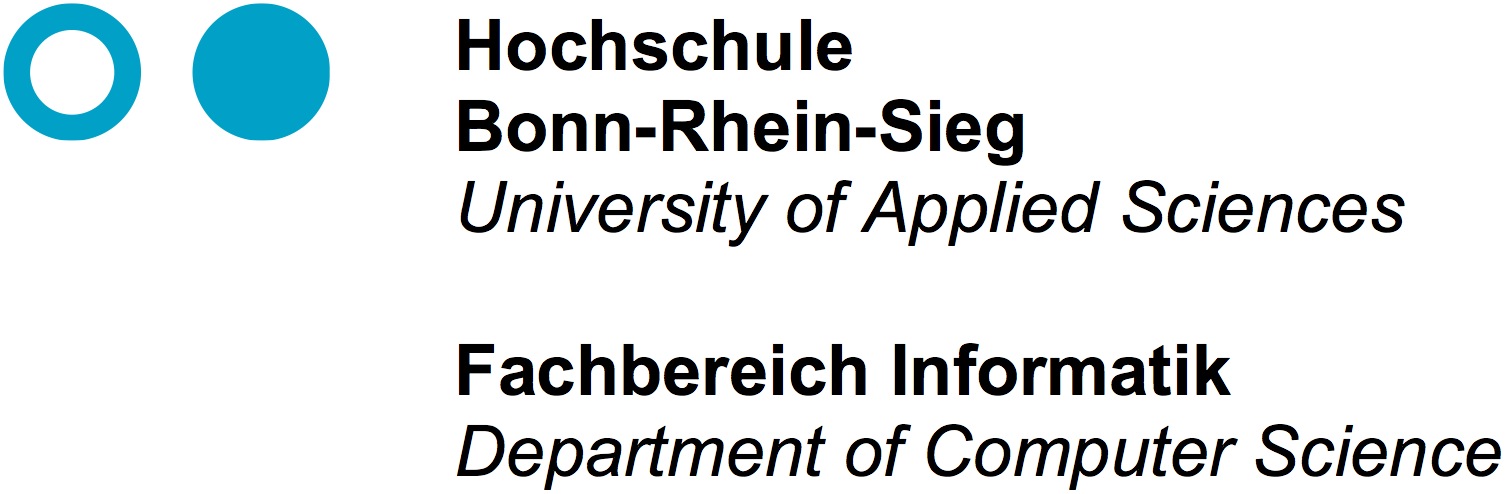 Hochschule
Bonn-Rhein-Sieg
University of Applied Sciences
Fachbereich Informatik
Department of Computer Science